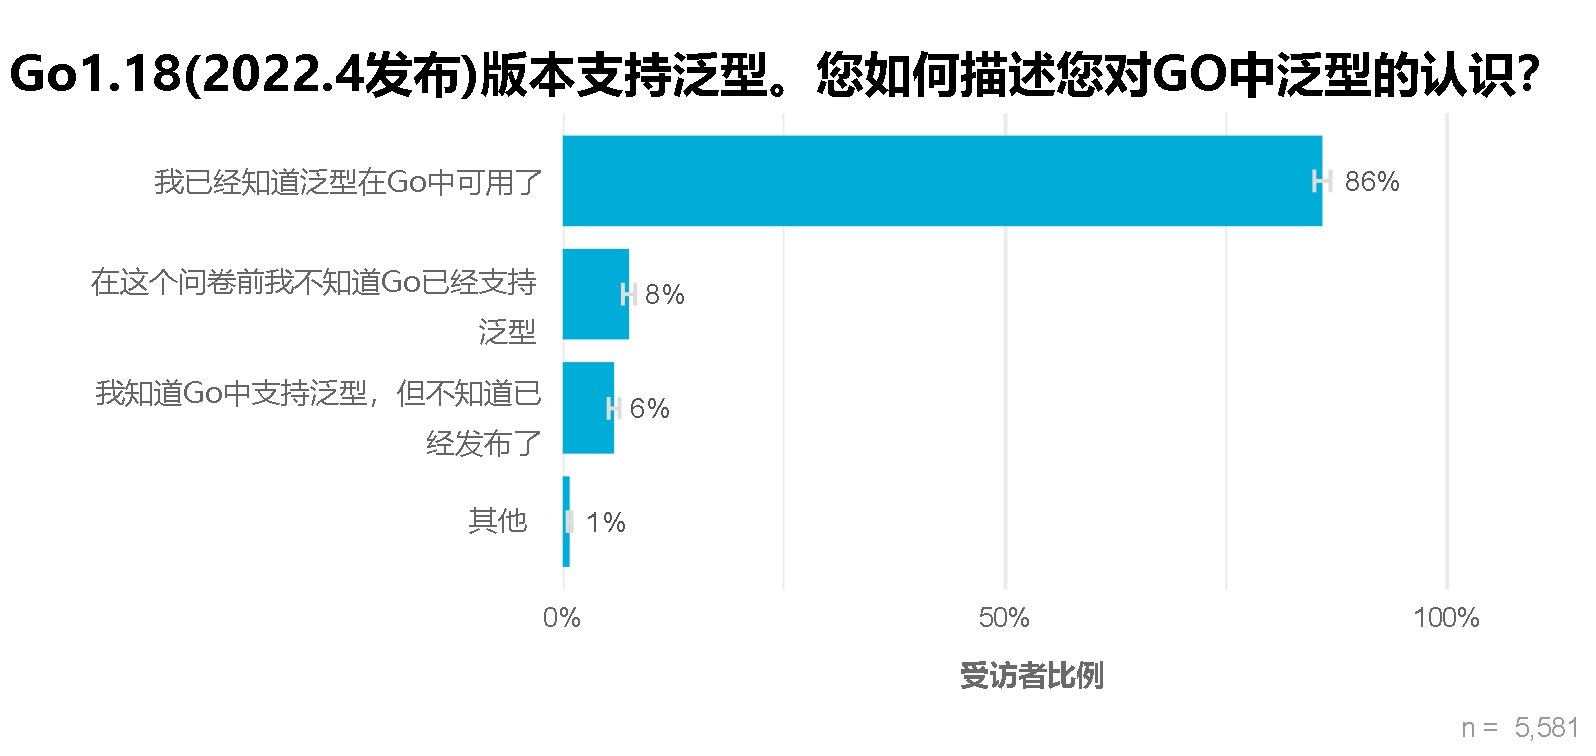 Go1.18(2022.4发布)版本支持泛型。您如何描述您对GO中泛型的认识?
我已经知道泛型在Go中可用了
86%
在这个问卷前我不知道Go已经支持
泛型
8%
我知道Go中支持泛型，但不知道已
经发布了
6%
其他
1%
0%
50%
100%
受访者比例
n = 5,581